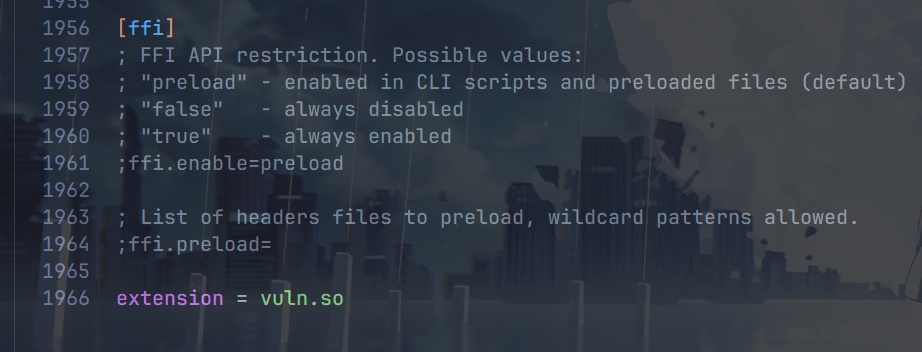 1955
1956 [ffi]
1957 ; FFI API restriction. Possible values:
1958 ; "preload" - enabled in CLI scripts and preloaded files (default)
1959 ; "false"   - always disabled
1960 ; "true"    - always enabled
1961 ;ffi.enable=preload
1962
1963 ; List of headers files to preload, wildcard patterns allowed.
1964 ;ffi.preload=
1965
1966 extension = vuln.so